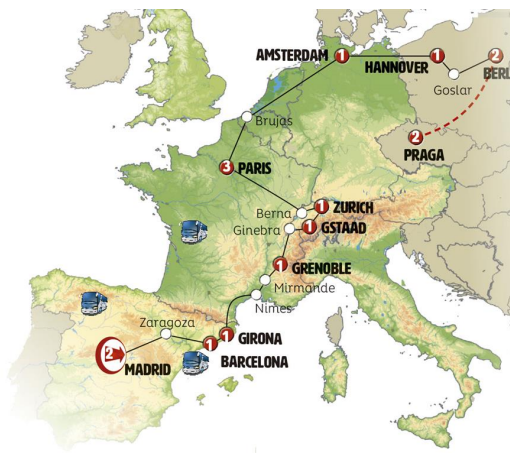 AMSTERDAM 1
1
HANNOVER
2
BERL
Goslar
Brujas
2
PRAGA
3 PARIS
Berna
1 ZURICH
Ginebra
1 GSTAAD
1 GRENOBLE
Mirmande
Nimes
Zaragoza
1 GIRONA
1
BARCELONA
2
MADRID